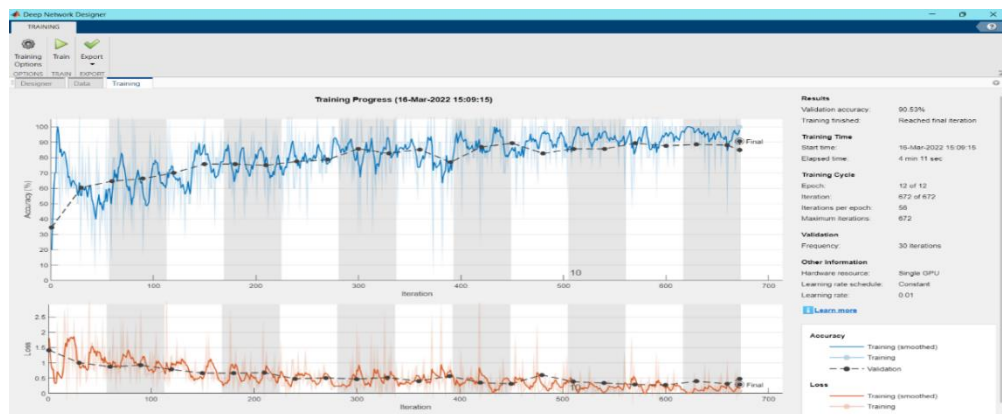 Deep Network Designer
TRAINING
Training Options
Train
Export
OPTIONS
TRAIN
EXPORT
Designer
Data
Training
Training Progress (16-Mar-2022 15:09:15)
100
90
80
70
60
50
40
30
20
10
0
Accuracy (%)
Final
10
0
100
200
300
400
500
600
700
Iteration
2.5
2
1.5
1
0.5
0
Loss
Final
10
0
100
200
300
400
500
600
700
Iteration
Results
Validation accuracy: 90.53%
Training finished: Reached final iteration
Training Time
Start time: 16-Mar-2022 15:09:15
Elapsed time: 4 min 11 sec
Training Cycle
Epoch: 12 of 12
Iteration: 672 of 672
Iterations per epoch: 56
Maximum iterations: 672
Validation
Frequency: 30 iterations
Other Information
Hardware resource: Single GPU
Learning rate schedule: Constant
Learning rate: 0.01
Learn more
Accuracy
Training (smoothed)
Training
Validation
Loss
Training (smoothed)
Training